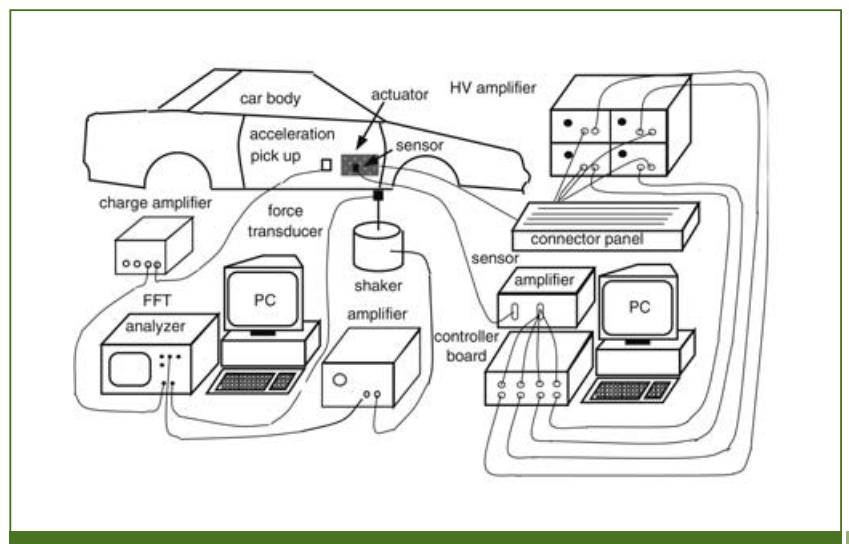 car body
actuator
HV amplifier
acceleration
pick up
sensor
charge amplifier
force
transducer
connector panel
sensor
shaker
amplifier
FFT
analyzer
PC
amplifier
PC
controller
board